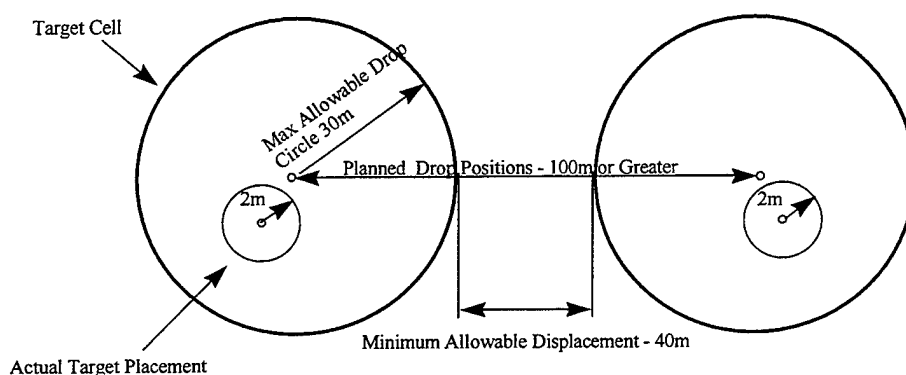 Target Cell
Max Allowable Drop
Circle 30m
Planned Drop Positions - 100m or Greater
2m
2m
Minimum Allowable Displacement - 40m
Actual Target Placement